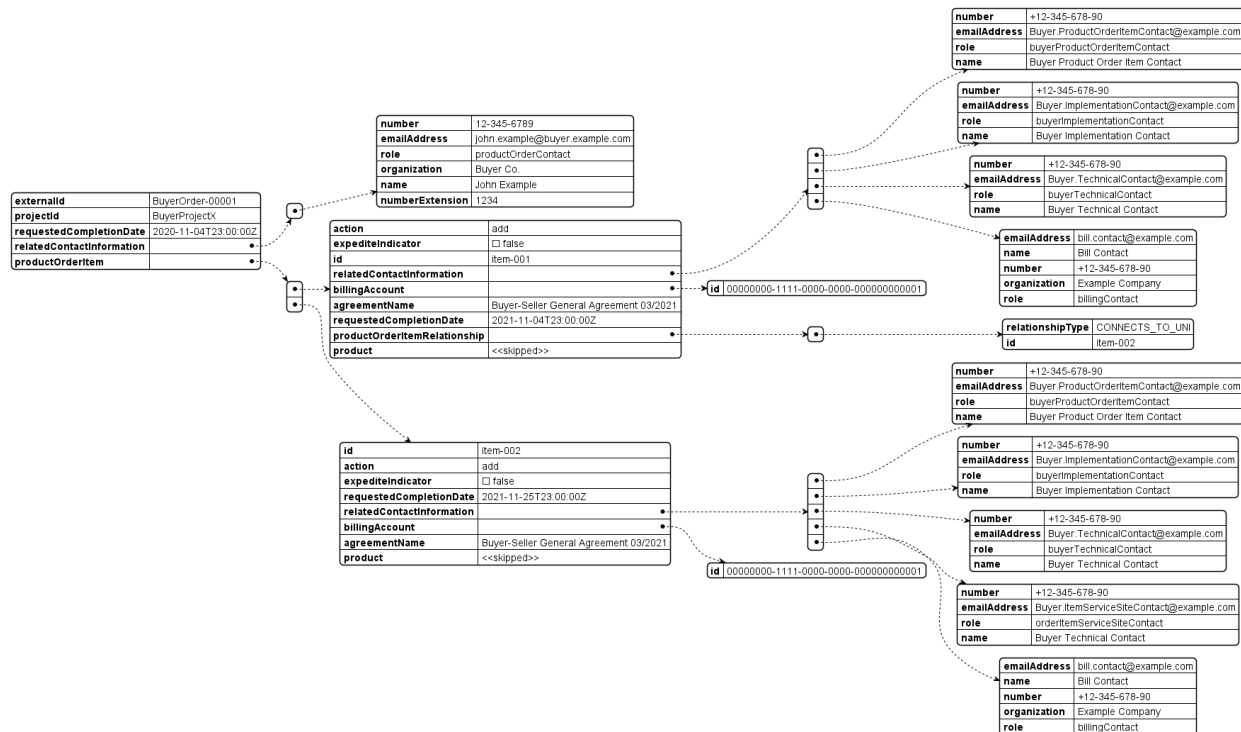 externalId BuyerOrder-00001
projectId BuyerProjectX
requestedCompletionDate 2020-11-04T23:00:00Z
relatedContactInformation
productOrderItem
number 12-345-6789
emailAddress john.example@buyer.example.com
role productOrderContact
organization Buyer Co.
name John Example
numberExtension 1234
action add
expediteIndicator ☐ false
id item-001
relatedContactInformation
billingAccount
agreementName Buyer-Seller General Agreement 03/2021
requestedCompletionDate 2021-11-04T23:00:00Z
productOrderItemRelationship
product <<skipped>>
number +12-345-678-90
emailAddress Buyer.ProductOrderItemContact@example.com
role buyerProductOrderItemContact
name Buyer Product Order Item Contact
number +12-345-678-90
emailAddress Buyer.ImplementationContact@example.com
role buyerImplementationContact
name Buyer Implementation Contact
number +12-345-678-90
emailAddress Buyer.TechnicalContact@example.com
role buyerTechnicalContact
name Buyer Technical Contact
emailAddress bill.contact@example.com
name Bill Contact
number +12-345-678-90
organization Example Company
role billingContact
id 00000000-1111-0000-0000-000000000001
relationshipType CONNECTS_TO_UNI
id item-002
id item-002
action add
expediteIndicator ☐ false
requestedCompletionDate 2021-11-25T23:00:00Z
relatedContactInformation
billingAccount
agreementName Buyer-Seller General Agreement 03/2021
product <<skipped>>
number +12-345-678-90
emailAddress Buyer.ProductOrderItemContact@example.com
role buyerProductOrderItemContact
name Buyer Product Order Item Contact
number +12-345-678-90
emailAddress Buyer.ImplementationContact@example.com
role buyerImplementationContact
name Buyer Implementation Contact
number +12-345-678-90
emailAddress Buyer.TechnicalContact@example.com
role buyerTechnicalContact
name Buyer Technical Contact
number +12-345-678-90
emailAddress Buyer.ItemServiceSiteContact@example.com
role orderItemServiceSiteContact
name Buyer Technical Contact
emailAddress bill.contact@example.com
name Bill Contact
number +12-345-678-90
organization Example Company
role billingContact
id 00000000-1111-0000-0000-000000000001